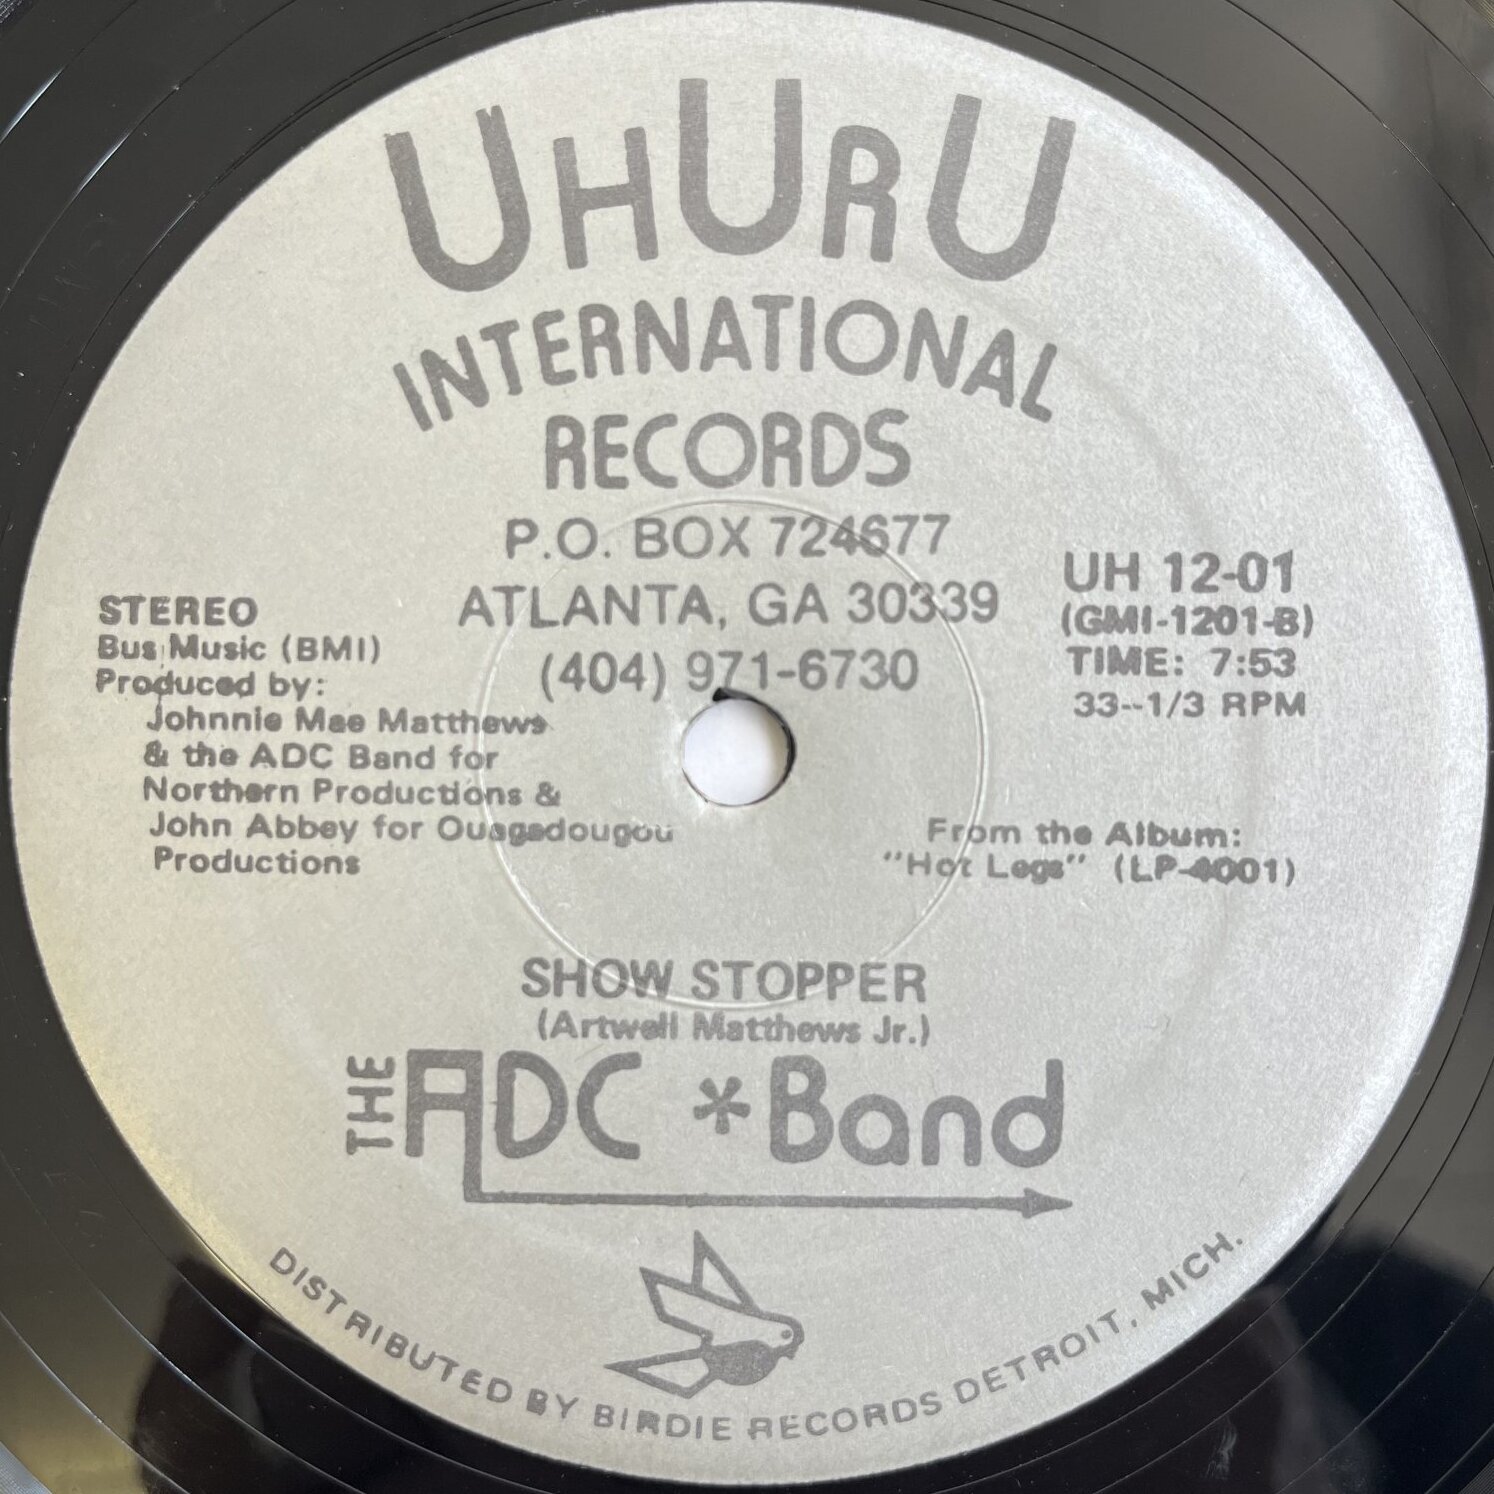 UHURU
INTERNATIONAL
RECORDS
P.O. BOX 724677
ATLANTA, GA 30339
(404) 971-6730
STEREO
Bus Music (BMI)
Produced by:
Johnnie Mae Matthews
& the ADC Band for
Northern Productions &
John Abbey for Ouagadougou
Productions
UH 12-01
(GMI-1201-B)
TIME: 7:53
33--1/3 RPM
From the Album:
"Hot Legs" (LP-4001)
SHOW STOPPER
(Artwell Matthews Jr.)
THE ADC * Band
DISTRIBUTED BY BIRDIE RECORDS DETROIT, MICH.